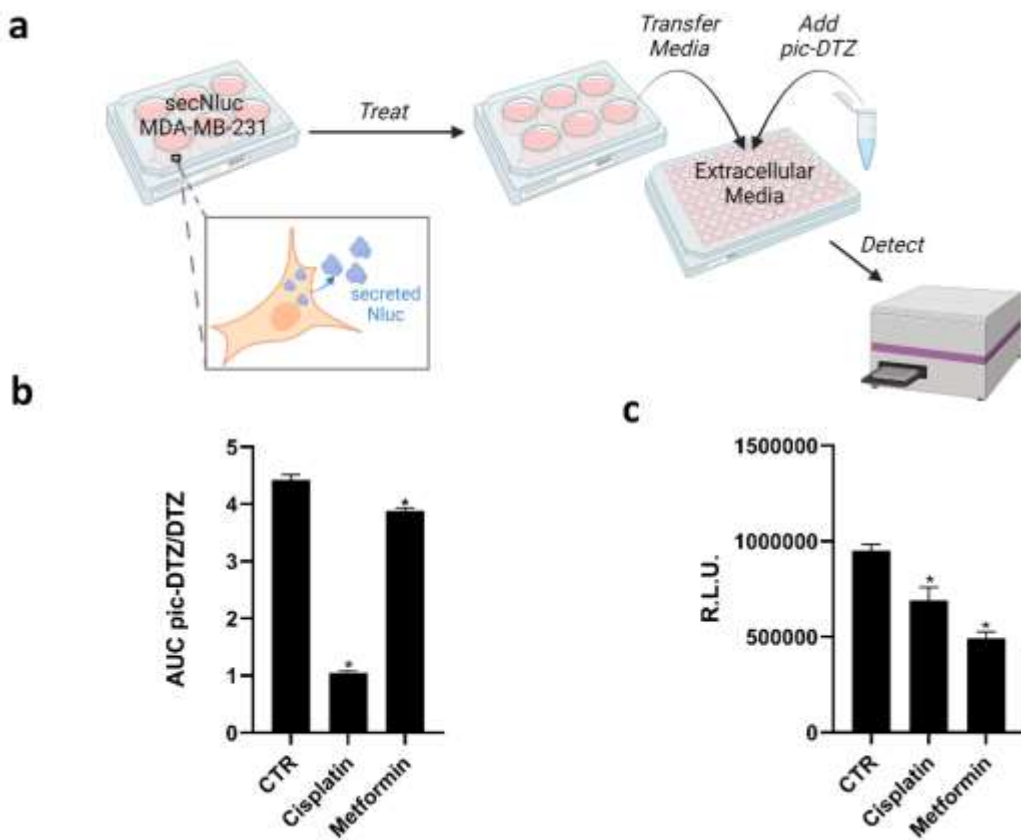 a
secNluc
MDA-MB-231
Treat
Transfer
Media
Add
pic-DTZ
Extracellular
Media
Detect
secreted
Nluc
b
AUC pic-DTZ/DTZ
5
4
3
2
1
0
*
*
CTR
Cisplatin
Metformin
c
R.L.U.
1500000
1000000
500000
0
*
*
CTR
Cisplatin
Metformin